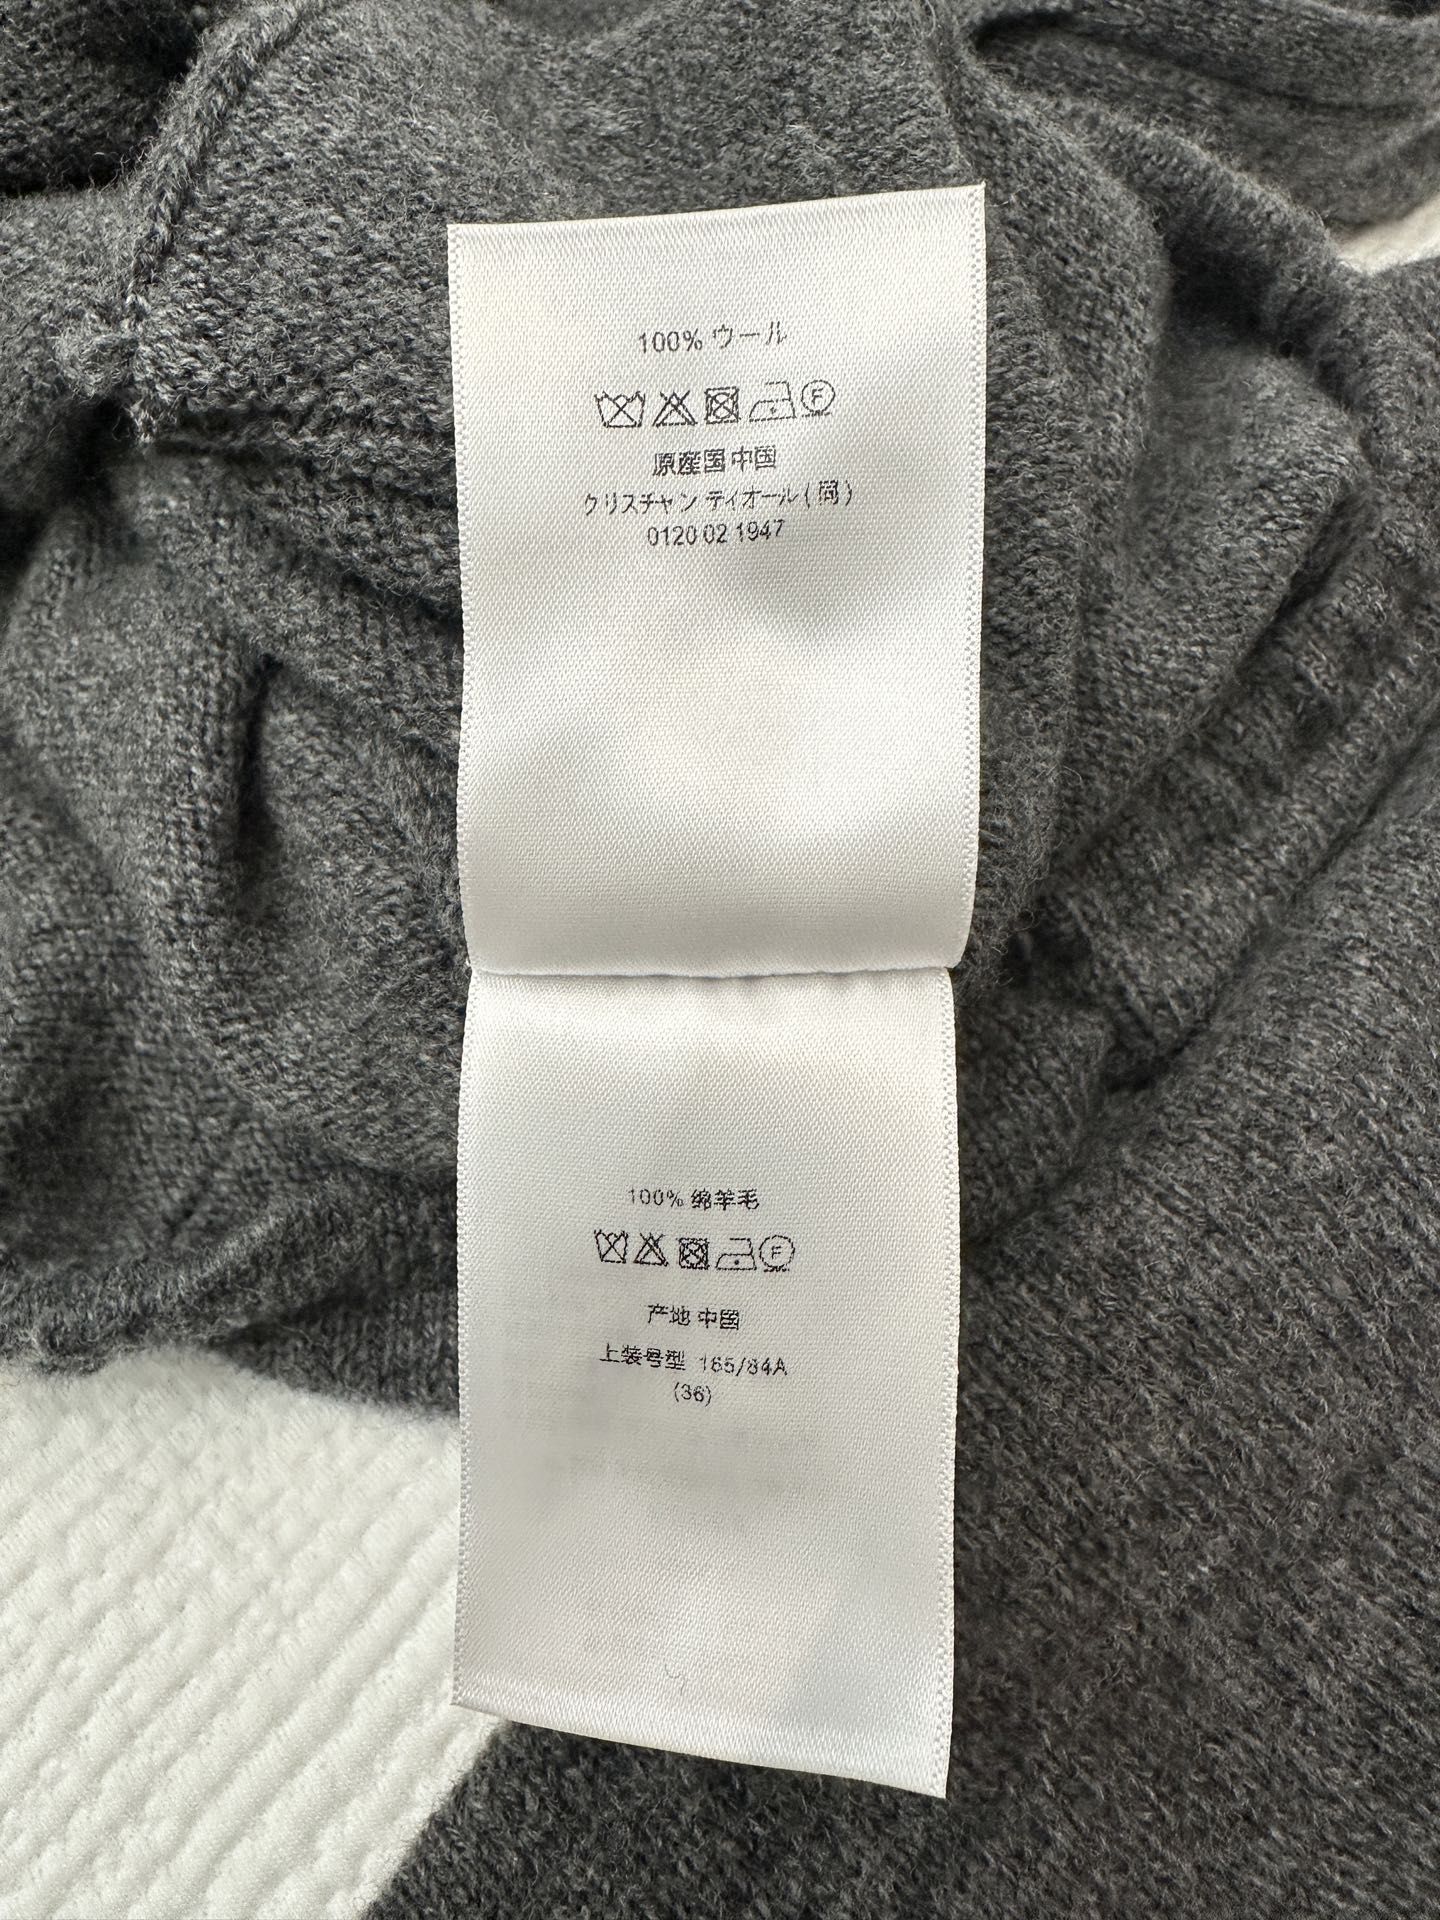 100% ウール
F
原産国 中国
クリスチャン ディオール ( 同 )
0120 02 1947
100% 绵羊毛
F
产地 中国
上装号型 165/84A
(36)